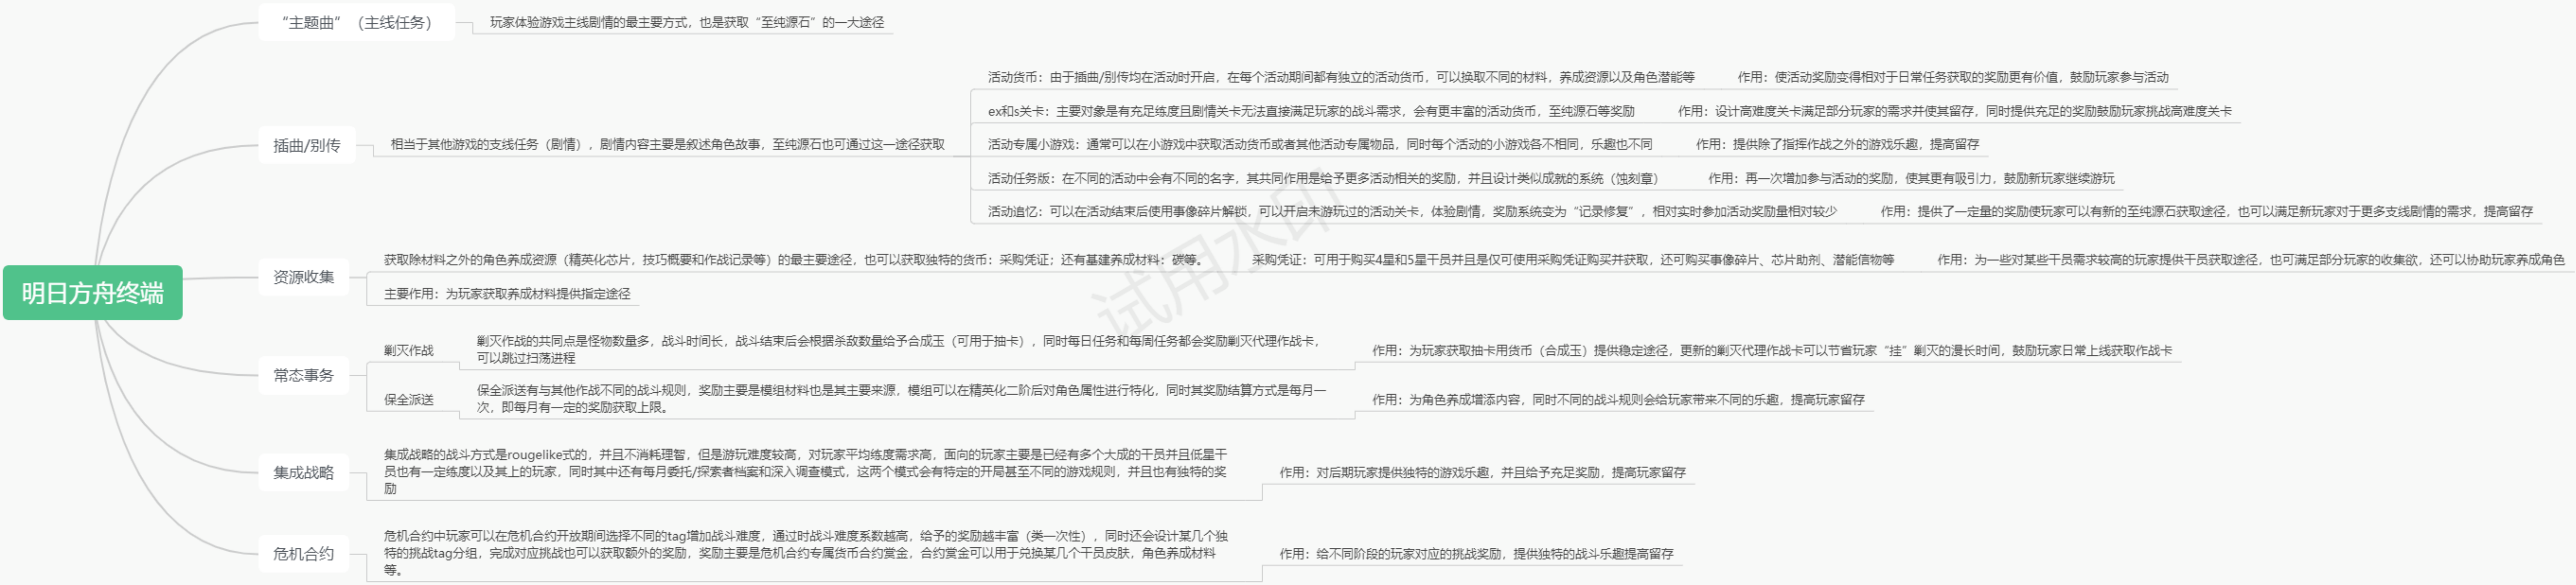 明日方舟终端
“主题曲”（主线任务）
玩家体验游戏主线剧情的最主要方式，也是获取“至纯源石”的一大途径
插曲/别传
相当于其他游戏的支线任务（剧情），剧情内容主要是叙述角色故事，至纯源石也可通过这一途径获取
活动货币：由于插曲/别传均在活动时开启，在每个活动期间都有独立的活动货币，可以换取不同的材料，养成资源以及角色潜能等
作用：使活动奖励变得相对于日常任务获取的奖励更有价值，鼓励玩家参与活动
ex和s关卡：主要对象是有充足练度且剧情关卡无法直接满足玩家的战斗需求，会有更丰富的活动货币，至纯源石等奖励
作用：设计高难度关卡满足部分玩家的需求并使其留存，同时提供充足的奖励鼓励玩家挑战高难度关卡
活动专属小游戏：通常可以在小游戏中获取活动货币或者其他活动专属物品，同时每个活动的小游戏各不相同，乐趣也不同
作用：提供除了指挥作战之外的游戏乐趣，提高留存
活动任务版：在不同的活动中会有不同的名字，其共同作用是给予更多活动相关的奖励，并且设计类似成就的系统（蚀刻章）
作用：再一次增加参与活动的奖励，使其更有吸引力，鼓励新玩家继续游玩
活动追忆：可以在活动结束后使用事像碎片解锁，可以开启未游玩过的活动关卡，体验剧情，奖励系统变为“记录修复”，相对实时参加活动奖励量相对较少
作用：提供了一定量的奖励使玩家可以有新的至纯源石获取途径，也可以满足新玩家对于更多支线剧情的需求，提高留存
资源收集
获取除材料之外的角色养成资源（精英化芯片，技巧概要和作战记录等）的最主要途径，也可以获取独特的货币：采购凭证；还有基建养成材料：碳等。
采购凭证：可用于购买4星和5星干员并且是仅可使用采购凭证购买并获取，还可购买事像碎片、芯片助剂、潜能信物等
作用：为一些对某些干员需求较高的玩家提供干员获取途径，也可满足部分玩家的收集欲，还可以协助玩家养成角色
主要作用：为玩家获取养成材料提供指定途径
常态事务
剿灭作战
剿灭作战的共同点是怪物数量多，战斗时间长，战斗结束后会根据杀敌数量给予合成玉（可用于抽卡），同时每日任务和每周任务都会奖励剿灭代理作战卡，
可以跳过扫荡进程
作用：为玩家获取抽卡用货币（合成玉）提供稳定途径，更新的剿灭代理作战卡可以节省玩家“挂”剿灭的漫长时间，鼓励玩家日常上线获取作战卡
保全派送
保全派送有与其他作战不同的战斗规则，奖励主要是模组材料也是其主要来源，模组可以在精英化二阶后对角色属性进行特化，同时其奖励结算方式是每月一
次，即每月有一定的奖励获取上限。
作用：为角色养成增添内容，同时不同的战斗规则会给玩家带来不同的乐趣，提高玩家留存
集成战略
集成战略的战斗方式是rougelike式的，并且不消耗理智，但是游玩难度较高，对玩家平均练度需求高，面向的玩家主要是已经有多个大成的干员并且低星干
员也有一定练度以及其上的玩家，同时其中还有每月委托/探索者档案和深入调查模式，这两个模式会有特定的开局甚至不同的游戏规则，并且也有独特的奖
励
作用：对后期玩家提供独特的游戏乐趣，并且给予充足奖励，提高玩家留存
危机合约
危机合约中玩家可以在危机合约开放期间选择不同的tag增加战斗难度，通过时战斗难度系数越高，给予的奖励越丰富（类一次性），同时还会设计某几个独
特的挑战tag分组，完成对应挑战也可以获取额外的奖励，奖励主要是危机合约专属货币合约赏金，合约赏金可以用于兑换某几个干员皮肤，角色养成材料
等。
作用：给不同阶段的玩家对应的挑战奖励，提供独特的战斗乐趣提高留存
试用水印